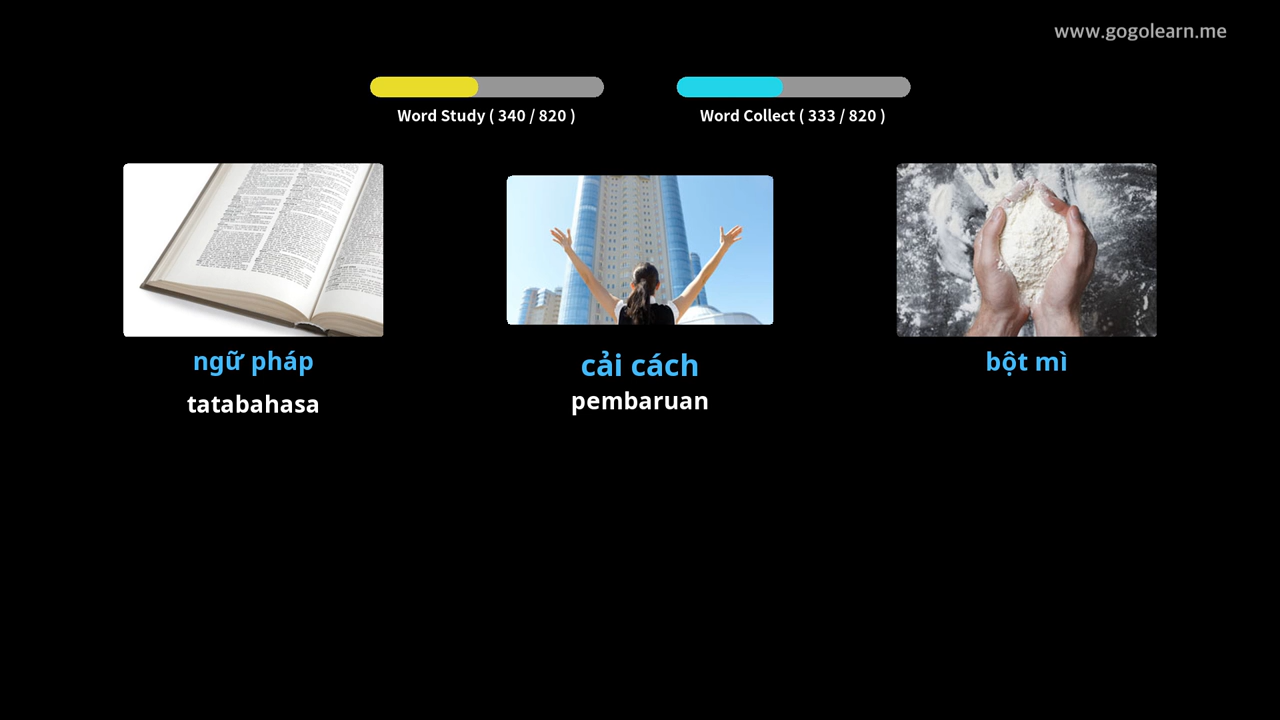 www.gogolearn.me
Word Study ( 340 / 820 )
Word Collect ( 333 / 820 )
ngữ pháp
cải cách
bột mì
tatabahasa
pembaruan